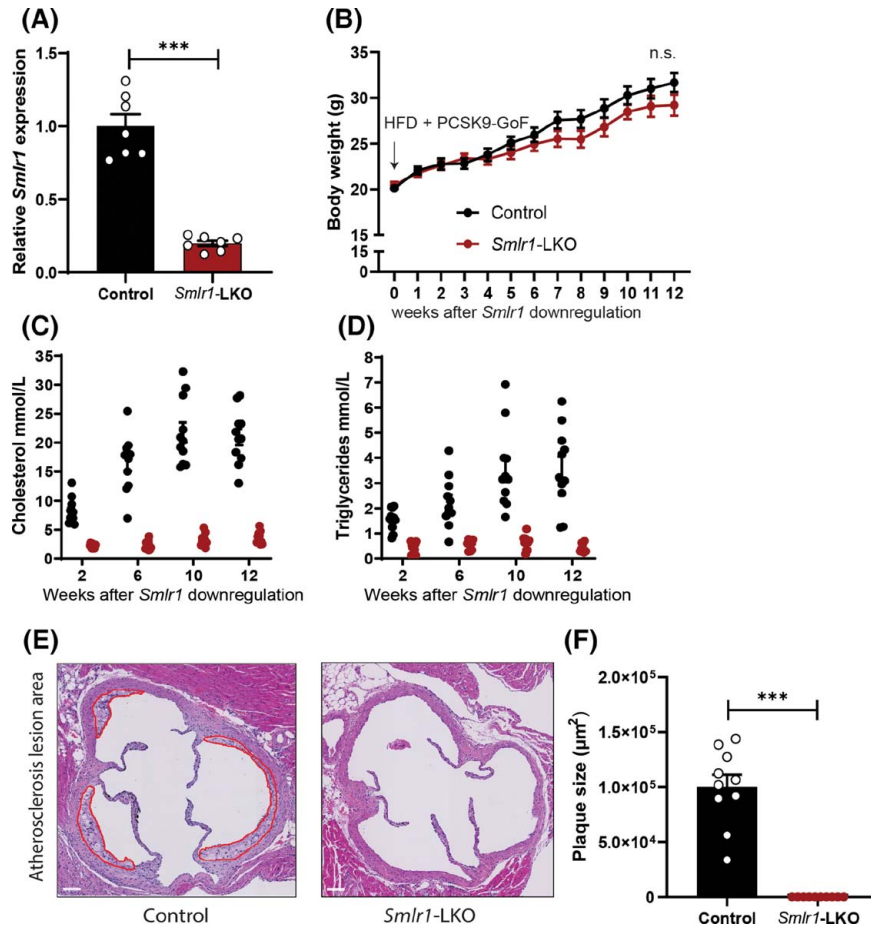 (A)
***
Relative Smlr1 expression
1.5
1.0
0.5
0.0
Control
Smlr1-LKO
(B)
n.s.
Body weight (g)
35
30
25
20
15
15
0
HFD + PCSK9-GoF
Control
Smlr1-LKO
0 1 2 3 4 5 6 7 8 9 10 11 12
weeks after Smlr1 downregulation
(C)
Cholesterol mmol/L
35
30
25
20
15
10
5
0
2 6 10 12
Weeks after Smlr1 downregulation
(D)
Triglycerides mmol/L
8
7
6
5
4
3
2
1
0
2 6 10 12
Weeks after Smlr1 downregulation
(E)
Atherosclerosis lesion area
Control
Smlr1-LKO
(F)
***
Plaque size (µm²)
2.0×10⁵
1.5×10⁵
1.0×10⁵
5.0×10⁴
0
Control
Smlr1-LKO